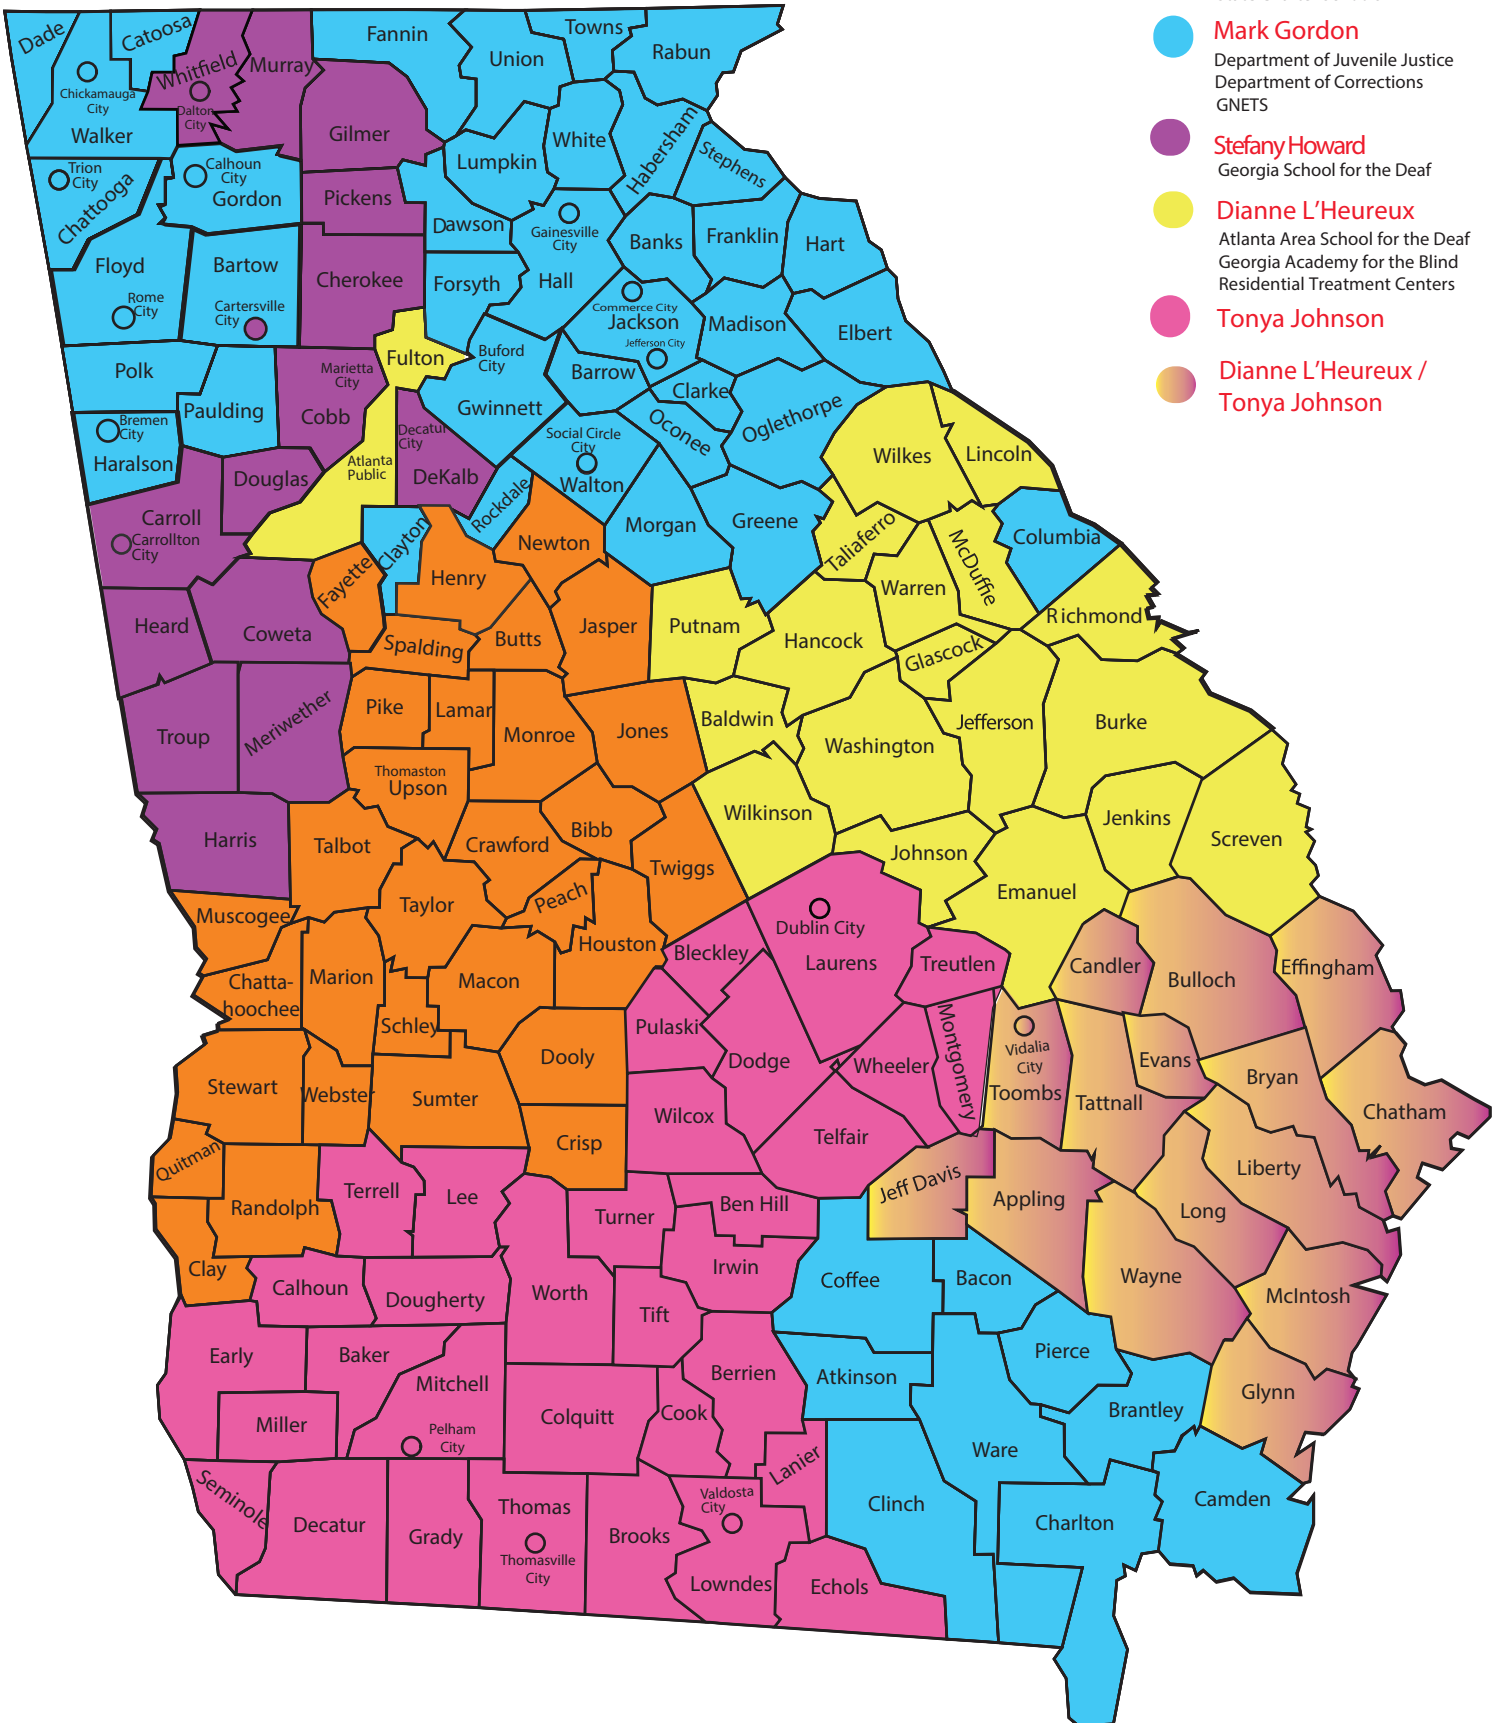 Mark Gordon
Department of Juvenile Justice
Department of Corrections
GNETS
Stefany Howard
Georgia School for the Deaf
Dianne L'Heureux
Atlanta Area School for the Deaf
Georgia Academy for the Blind
Residential Treatment Centers
Tonya Johnson
Dianne L'Heureux /
Tonya Johnson
Dade
Catoosa
Whitfield
Murray
Fannin
Union
Towns
Rabun
Chickamauga
City
Walker
Dalton
City
Gilmer
Lumpkin
White
Habersham
Stephens
Trion
City
Chattooga
Calhoun
City
Gordon
Pickens
Dawson
Gainesville
City
Hall
Banks
Franklin
Hart
Floyd
Rome
City
Bartow
Cartersville
City
Cherokee
Forsyth
Commerce City
Jackson
Jefferson City
Madison
Elbert
Polk
Paulding
Marietta
City
Cobb
Fulton
Buford
City
Gwinnett
Barrow
Clarke
Oconee
Oglethorpe
Bremen
City
Haralson
Douglas
Atlanta
Public
Decatur
City
DeKalb
Rockdale
Social Circle
City
Walton
Morgan
Greene
Wilkes
Lincoln
Carroll
Carrollton
City
Clayton
Fayette
Henry
Newton
Taliaferro
McDuffie
Columbia
Warren
Richmond
Heard
Coweta
Spalding
Butts
Jasper
Putnam
Hancock
Glascock
Troup
Meriwether
Pike
Lamar
Monroe
Jones
Baldwin
Washington
Jefferson
Burke
Thomaston
Upson
Wilkinson
Jenkins
Screven
Harris
Talbot
Crawford
Bibb
Twiggs
Johnson
Emanuel
Muscogee
Taylor
Peach
Houston
Bleckley
Dublin City
Laurens
Treutlen
Candler
Bulloch
Effingham
Chatta-
hoochee
Marion
Schley
Macon
Pulaski
Dodge
Wheeler
Montgomery
Vidalia
City
Toombs
Tattnall
Evans
Bryan
Chatham
Stewart
Webster
Sumter
Dooly
Crisp
Wilcox
Telfair
Quitman
Randolph
Terrell
Lee
Turner
Ben Hill
Jeff Davis
Appling
Long
Liberty
Clay
Calhoun
Dougherty
Worth
Tift
Irwin
Coffee
Bacon
Wayne
McIntosh
Early
Baker
Mitchell
Berrien
Atkinson
Pierce
Brantley
Glynn
Miller
Pelham
City
Colquitt
Cook
Lanier
Ware
Seminole
Decatur
Grady
Thomas
Thomasville
City
Brooks
Valdosta
City
Lowndes
Echols
Clinch
Charlton
Camden